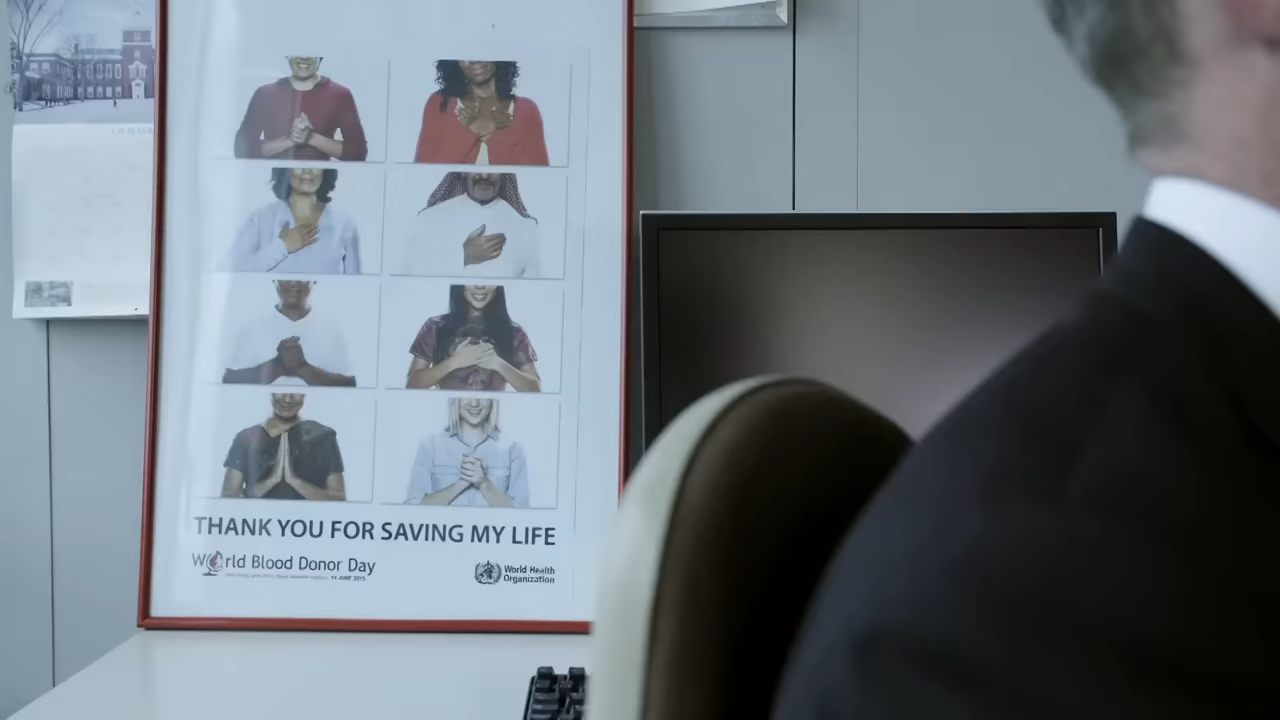 THANK YOU FOR SAVING MY LIFE
World Blood Donor Day
14 JUNE 2015
World Health
Organization